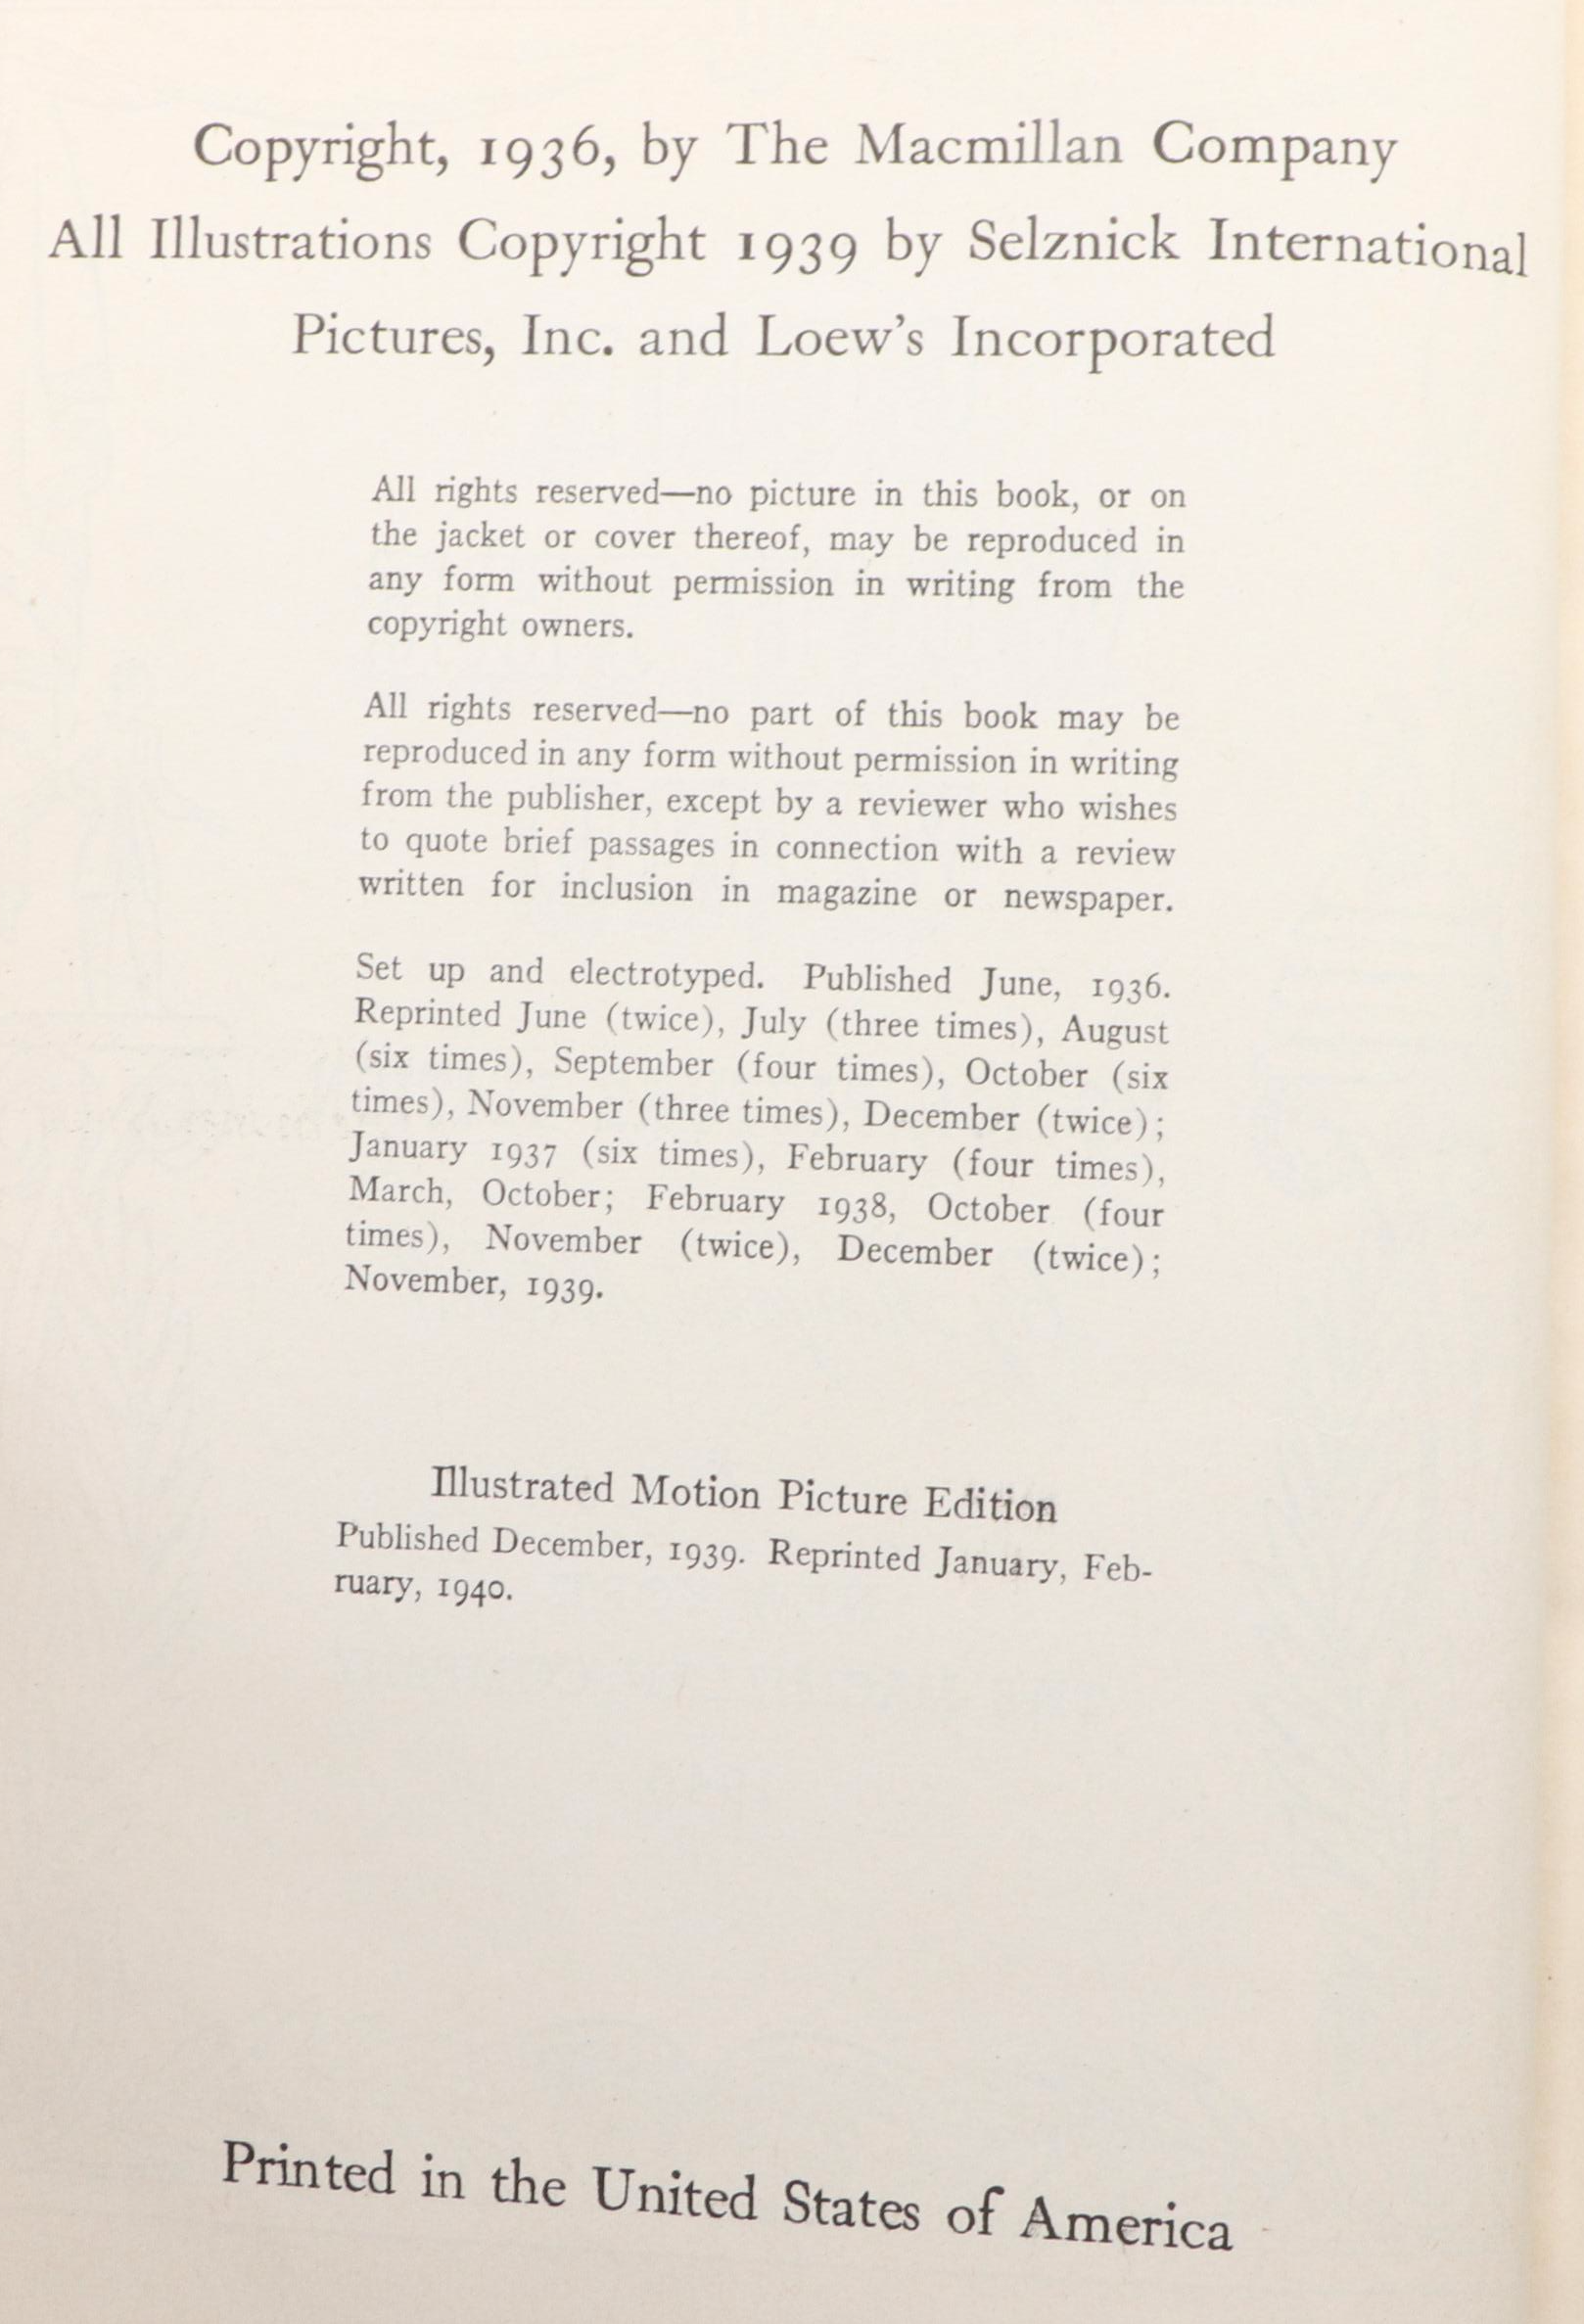 Copyright, 1936, by The Macmillan Company
All Illustrations Copyright 1939 by Selznick International
Pictures, Inc. and Loew's Incorporated
All rights reserved—no picture in this book, or on
the jacket or cover thereof, may be reproduced in
any form without permission in writing from the
copyright owners.
All rights reserved—no part of this book may be
reproduced in any form without permission in writing
from the publisher, except by a reviewer who wishes
to quote brief passages in connection with a review
written for inclusion in magazine or newspaper.
Set up and electrotyped. Published June, 1936.
Reprinted June (twice), July (three times), August
(six times), September (four times), October (six
times), November (three times), December (twice);
January 1937 (six times), February (four times),
March, October; February 1938, October (four
times), November (twice), December (twice);
November, 1939.
Illustrated Motion Picture Edition
Published December, 1939. Reprinted January, Feb-
ruary, 1940.
Printed in the United States of America